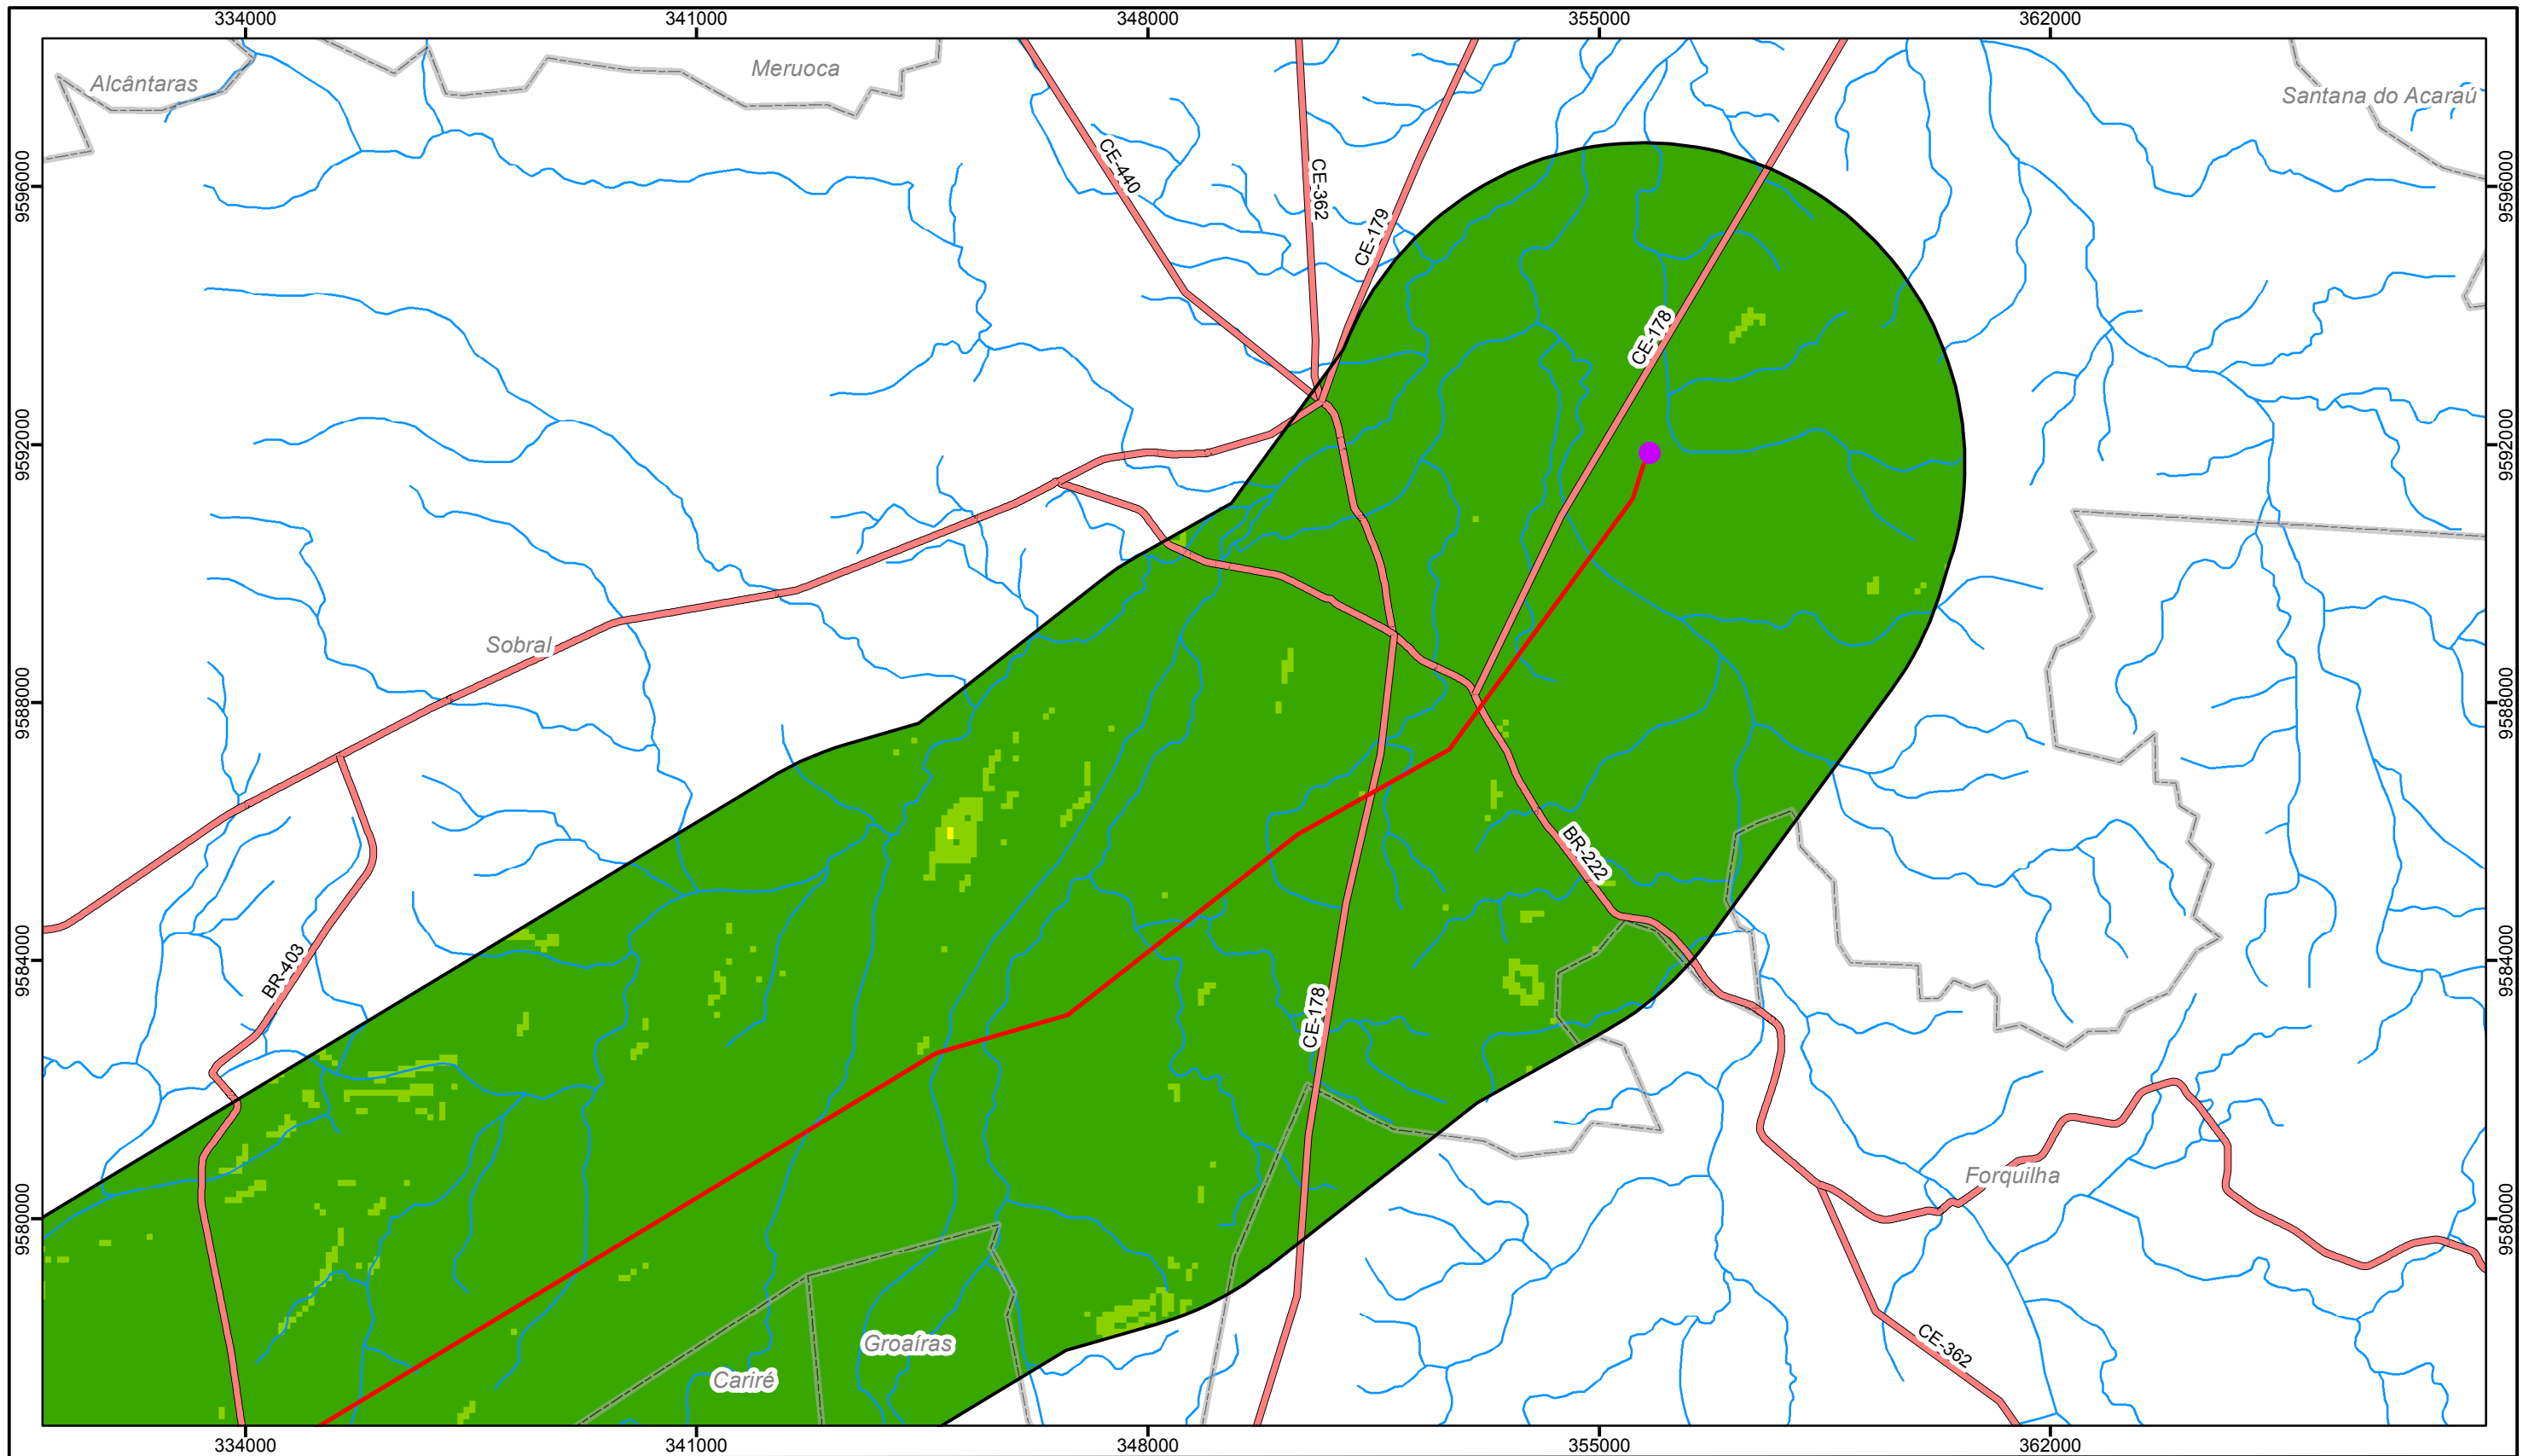 334000
341000
348000
355000
362000
Alcântaras
Meruoca
Santana do Acaraú
CE-440
CE-362
CE-179
9596000
9596000
CE-178
9592000
9592000
Sobral
9588000
9588000
BR-222
BR-403
9584000
9584000
CE-178
Forquilha
9580000
9580000
Groaíras
CE-362
Cariré
334000
341000
348000
355000
362000